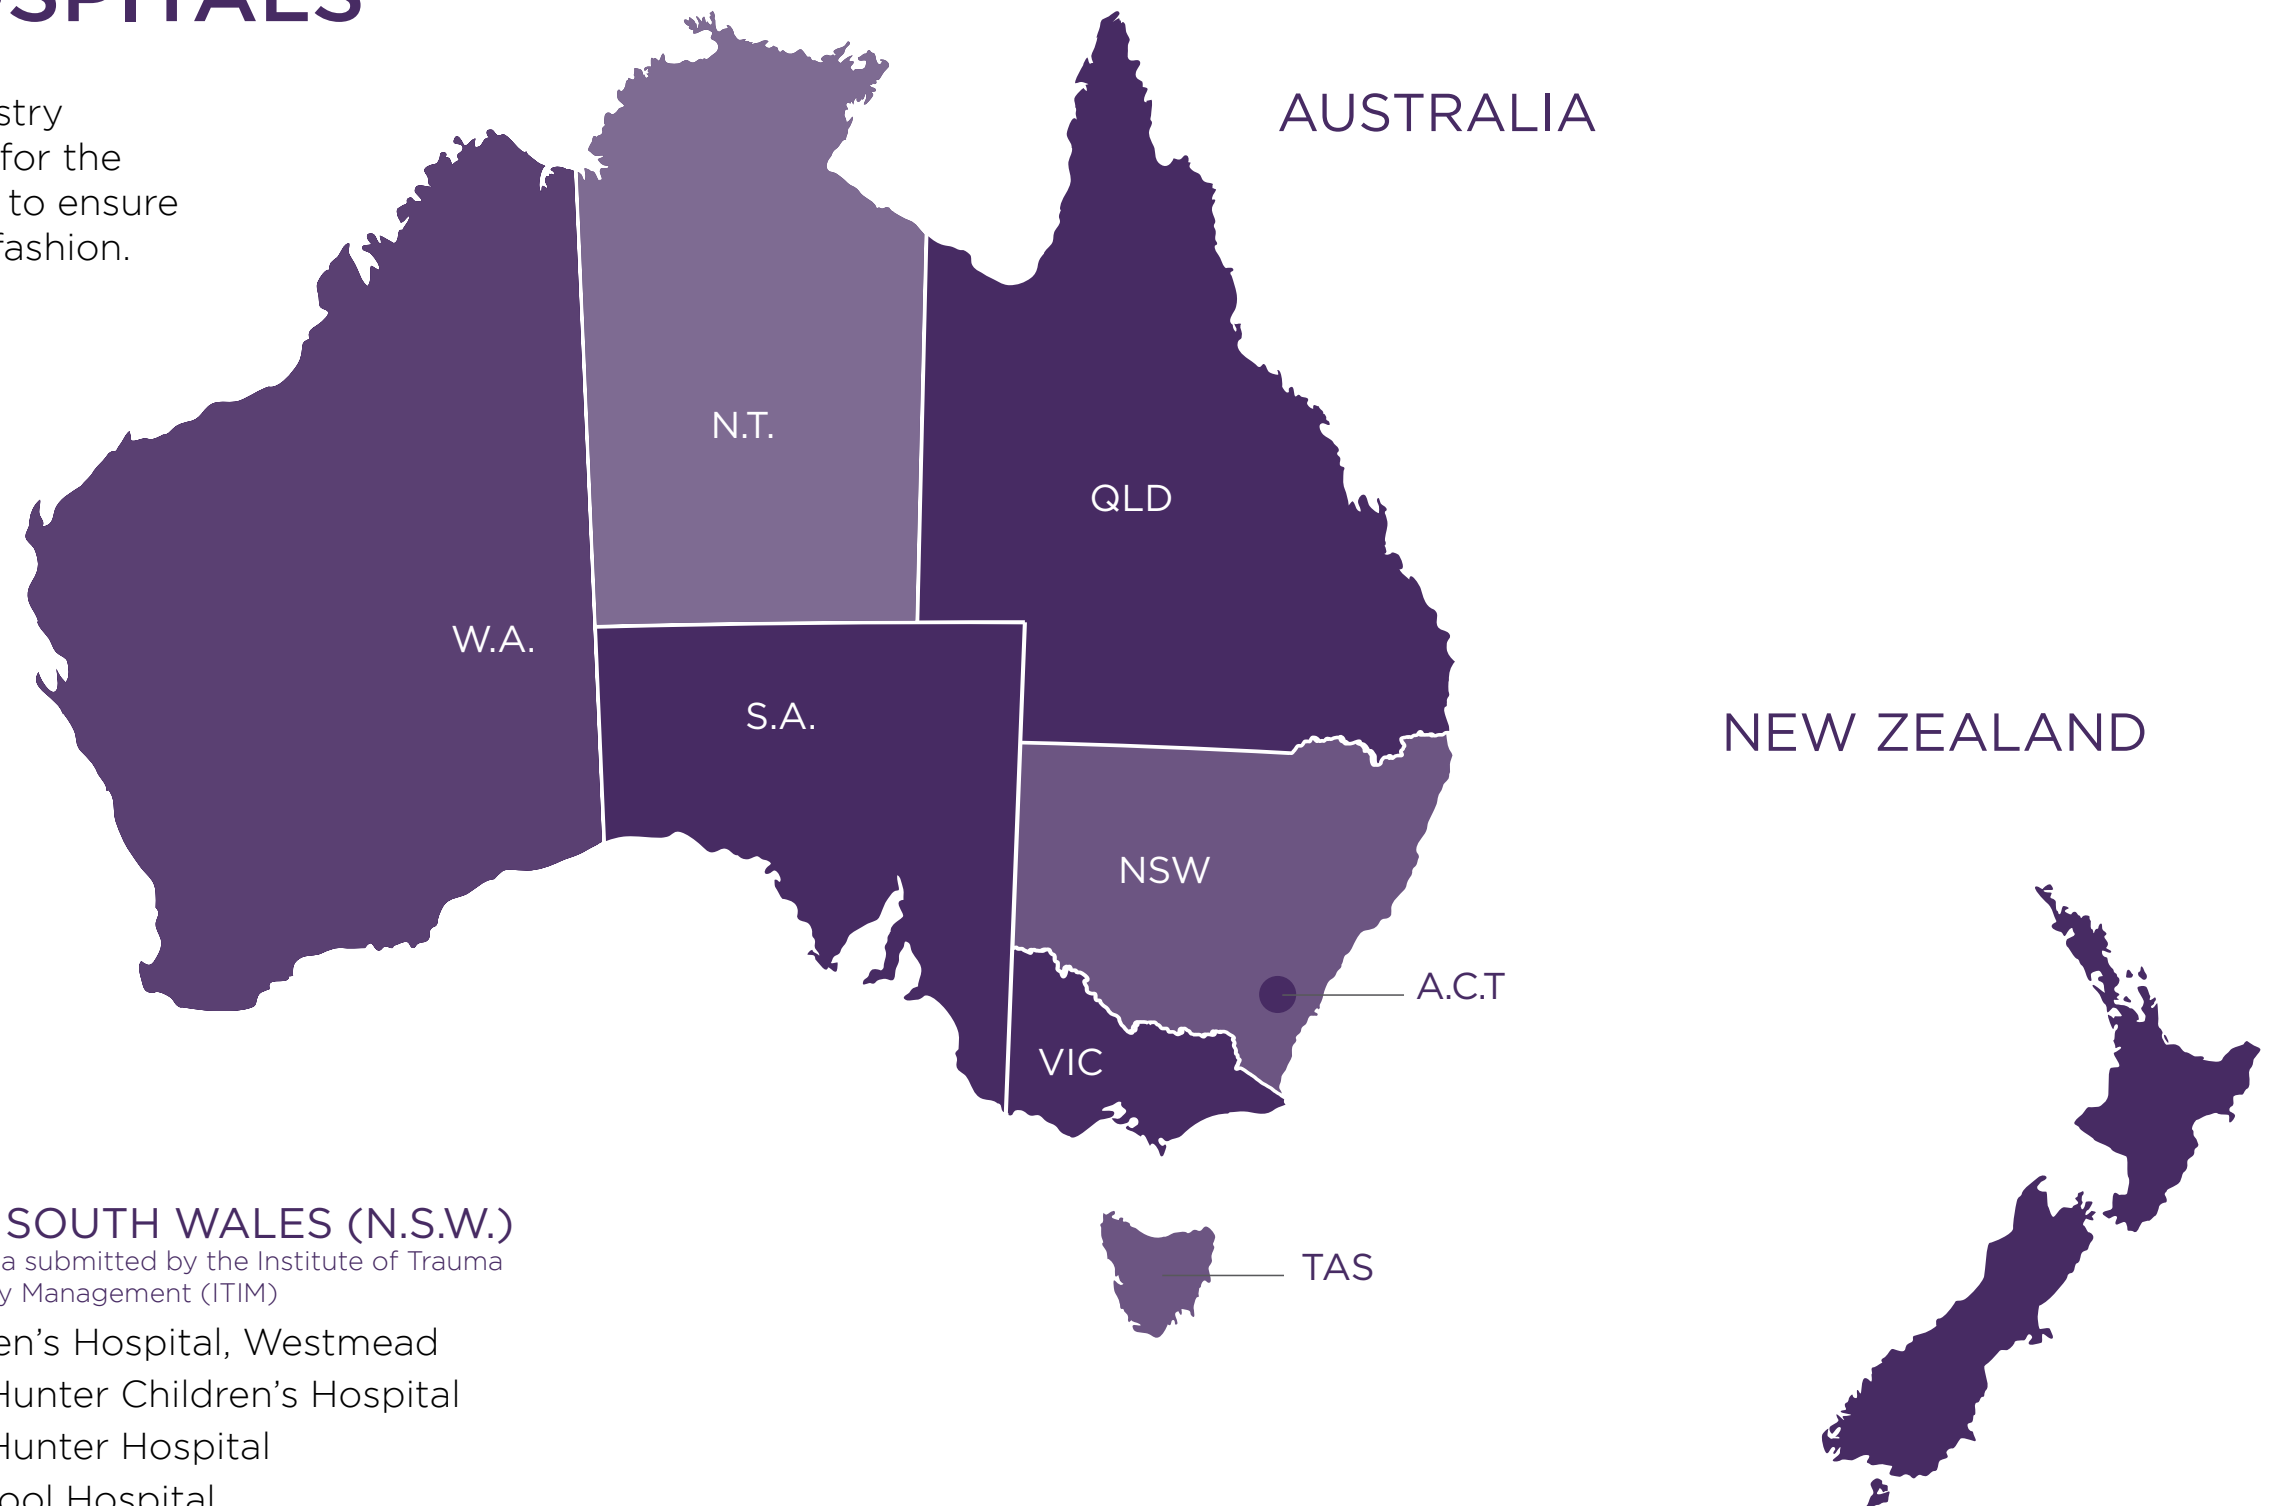 SPITALS
stry
for the
to ensure
fashion.
AUSTRALIA
N.T.
QLD
W.A.
S.A.
NEW ZEALAND
NSW
A.C.T
VIC
TAS
SOUTH WALES (N.S.W.)
a submitted by the Institute of Trauma
y Management (ITIM)
en’s Hospital, Westmead
Hunter Children’s Hospital
Hunter Hospital
ool Hospital